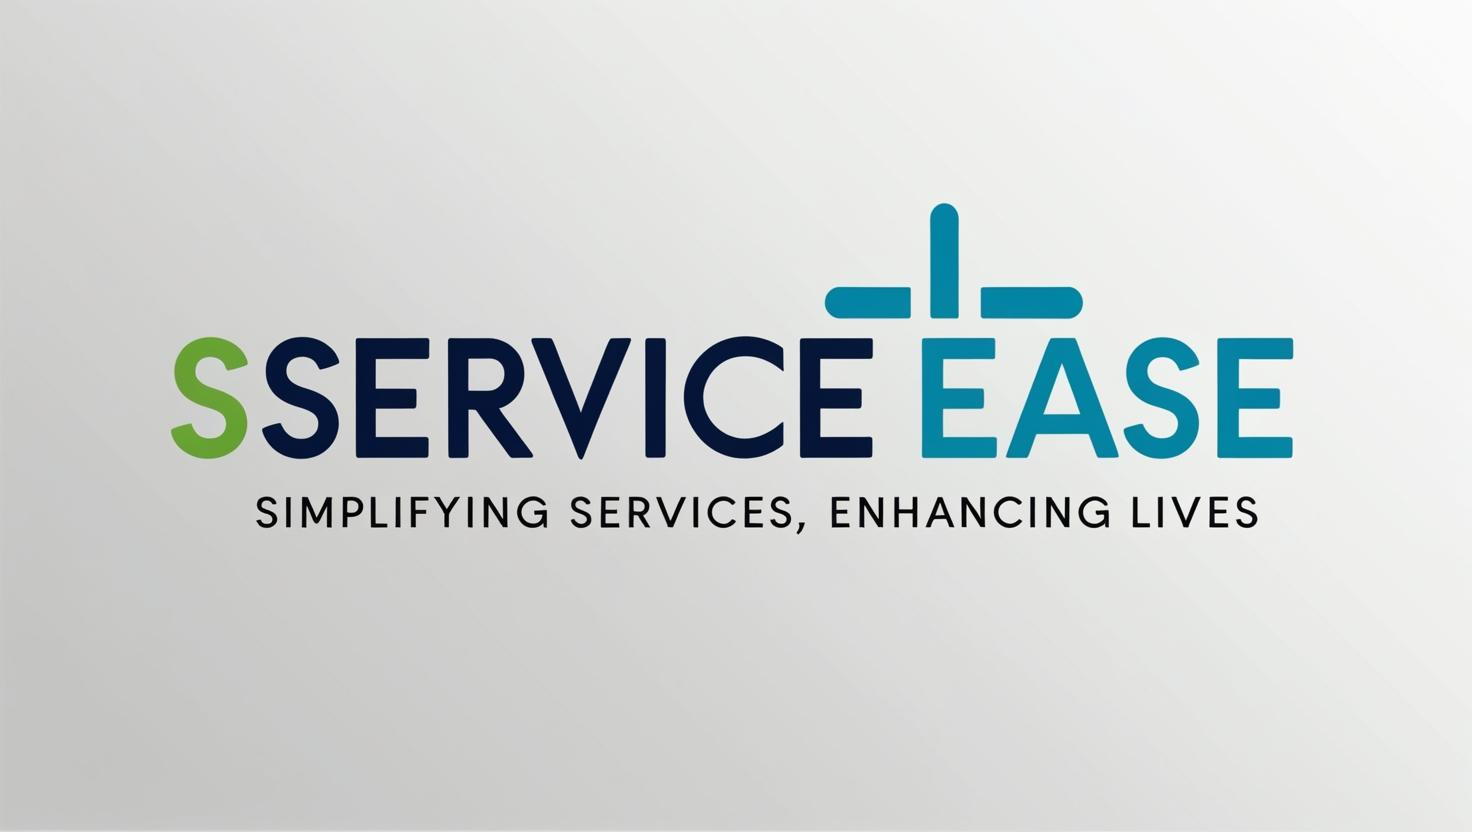 SSERVICE EASE
SIMPLIFYING SERVICES, ENHANCING LIVES